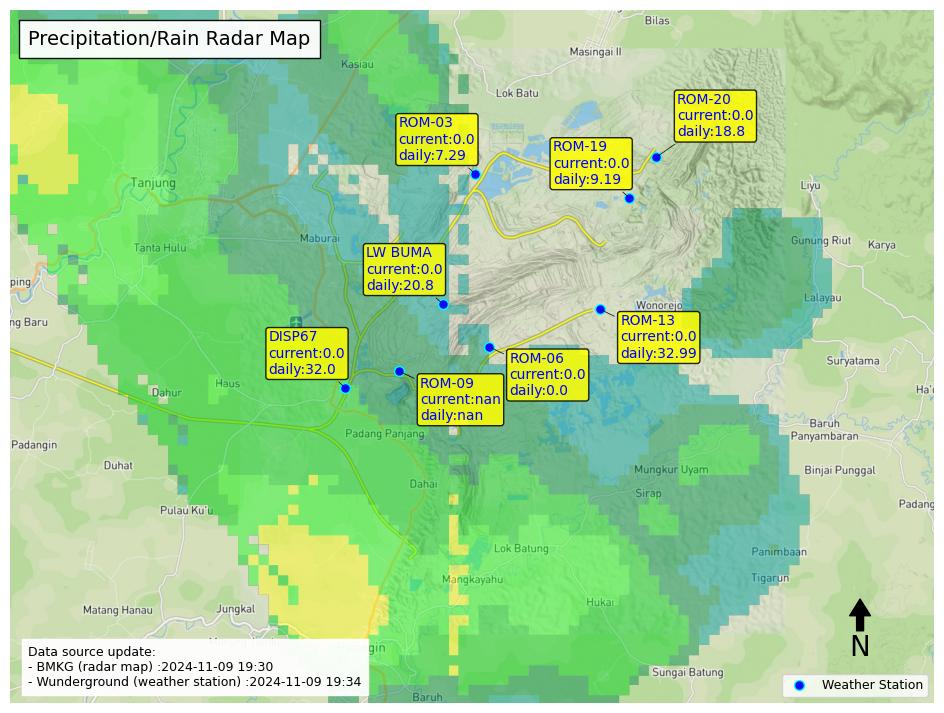 Precipitation/Rain Radar Map
Bilas
Masingai II
Kasiau
Lok Batu
ROM-20
current:0.0
daily:18.8
ROM-03
current:0.0
daily:7.29
ROM-19
current:0.0
daily:9.19
Tanjung
Liyu
Maburai
Tanta Hulu
Gunung Riut
Karya
LW BUMA
current:0.0
daily:20.8
ping
Lalayau
Wonorejo
ng Baru
ROM-13
current:0.0
daily:32.99
DISP67
current:0.0
daily:32.0
ROM-06
current:0.0
daily:0.0
Suryatama
Haus
Dahur
ROM-09
current:nan
daily:nan
Ha'
Baruh
Panyambaran
Padang Panjang
Padangin
Duhat
Mungkur Uyam
Binjai Punggal
Dahai
Sirap
Padang
Pulau Ku'u
Lok Batung
Panimbaan
Mangkayahu
Tigarun
Hukai
Matang Hanau
Jungkal
gin
Sungai Batung
Baruh
N
Data source update:
- BMKG (radar map) :2024-11-09 19:30
- Wunderground (weather station) :2024-11-09 19:34
Weather Station